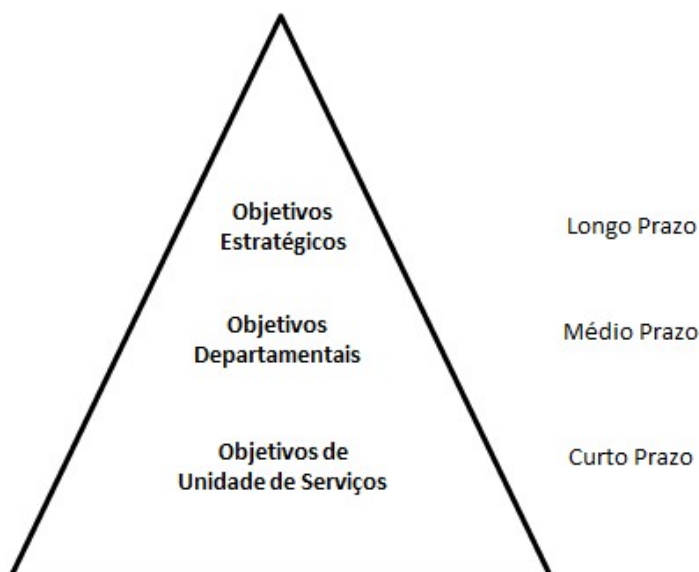 Objetivos
Estratégicos
Longo Prazo
Objetivos
Departamentais
Médio Prazo
Objetivos de
Unidade de Serviços
Curto Prazo